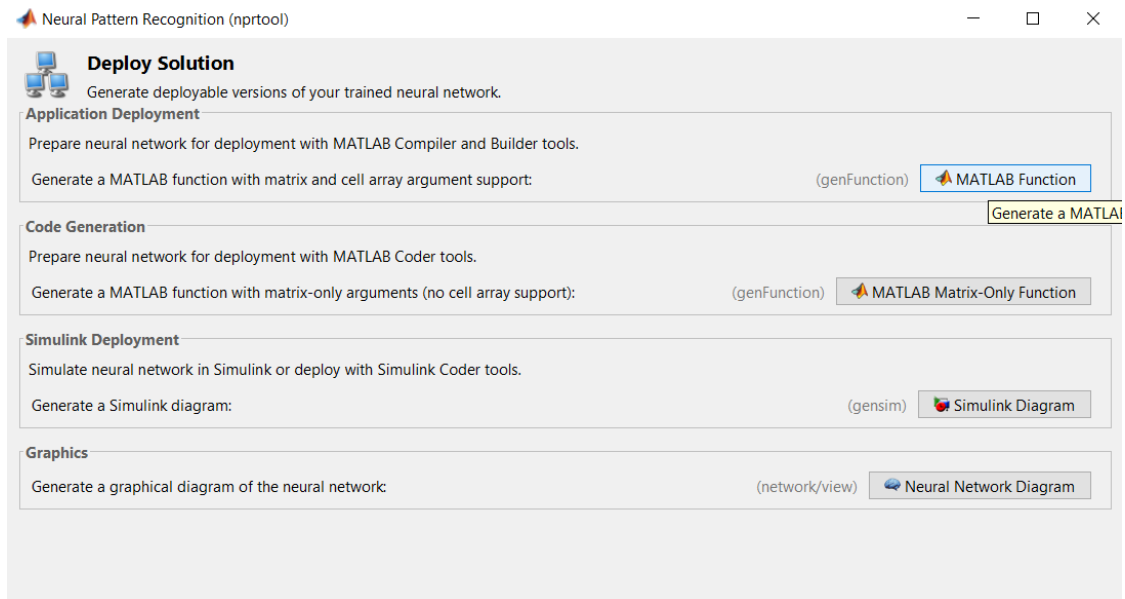 Neural Pattern Recognition (nprtool)
Deploy Solution
Generate deployable versions of your trained neural network.
Application Deployment
Prepare neural network for deployment with MATLAB Compiler and Builder tools.
Generate a MATLAB function with matrix and cell array argument support: (genFunction) MATLAB Function
Generate a MATLAB
Code Generation
Prepare neural network for deployment with MATLAB Coder tools.
Generate a MATLAB function with matrix-only arguments (no cell array support): (genFunction) MATLAB Matrix-Only Function
Simulink Deployment
Simulate neural network in Simulink or deploy with Simulink Coder tools.
Generate a Simulink diagram: (gensim) Simulink Diagram
Graphics
Generate a graphical diagram of the neural network: (network/view) Neural Network Diagram